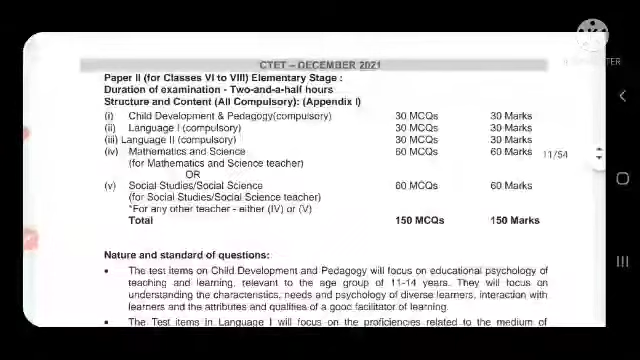 CTET – DECEMBER 2021
Paper II (for Classes VI to VIII) Elementary Stage :
Duration of examination - Two-and-a-half hours
Structure and Content (All Compulsory): (Appendix I)
(i) Child Development & Pedagogy(compulsory) 30 MCQs 30 Marks
(ii) Language I (compulsory) 30 MCQs 30 Marks
(iii) Language II (compulsory) 30 MCQs 30 Marks
(iv) Mathematics and Science 60 MCQs 60 Marks
(for Mathematics and Science teacher)
OR
(v) Social Studies/Social Science 60 MCQs 60 Marks
(for Social Studies/Social Science teacher)
*For any other teacher - either (IV) or (V)
Total 150 MCQs 150 Marks
11/54
Nature and standard of questions:
• The test items on Child Development and Pedagogy will focus on educational psychology of
teaching and learning, relevant to the age group of 11-14 years. They will focus on
understanding the characteristics, needs and psychology of diverse learners, interaction with
learners and the attributes and qualities of a good facilitator of learning.
• The Test items in Language I will focus on the proficiencies related to the medium of